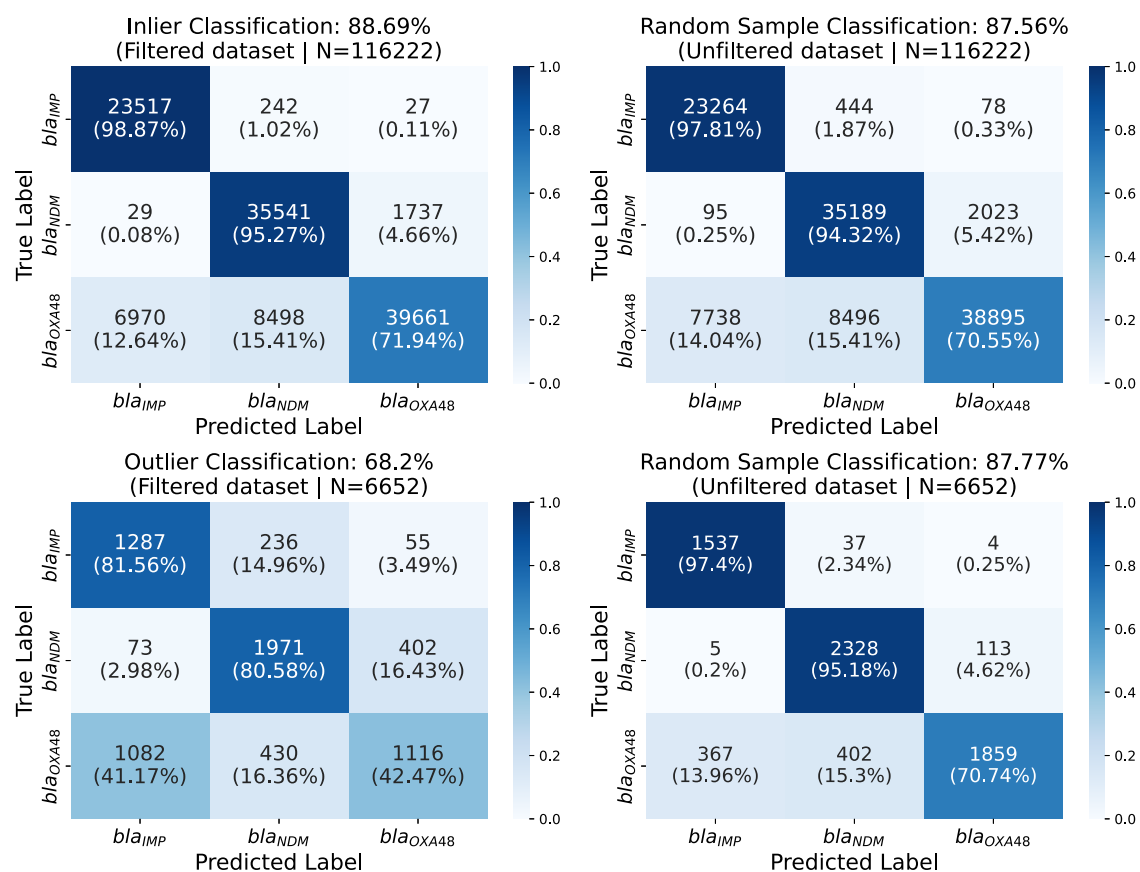 Inlier Classification: 88.69%
(Filtered dataset | N=116222)
True Label
bla_IMP
bla_NDM
bla_OXA48
23517 242 27
(98.87%) (1.02%) (0.11%)
29 35541 1737
(0.08%) (95.27%) (4.66%)
6970 8498 39661
(12.64%) (15.41%) (71.94%)
bla_IMP bla_NDM bla_OXA48
Predicted Label
1.0
0.8
0.6
0.4
0.2
0.0
Random Sample Classification: 87.56%
(Unfiltered dataset | N=116222)
True Label
bla_IMP
bla_NDM
bla_OXA48
23264 444 78
(97.81%) (1.87%) (0.33%)
95 35189 2023
(0.25%) (94.32%) (5.42%)
7738 8496 38895
(14.04%) (15.41%) (70.55%)
bla_IMP bla_NDM bla_OXA48
Predicted Label
1.0
0.8
0.6
0.4
0.2
0.0
Outlier Classification: 68.2%
(Filtered dataset | N=6652)
True Label
bla_IMP
bla_NDM
bla_OXA48
1287 236 55
(81.56%) (14.96%) (3.49%)
73 1971 402
(2.98%) (80.58%) (16.43%)
1082 430 1116
(41.17%) (16.36%) (42.47%)
bla_IMP bla_NDM bla_OXA48
Predicted Label
1.0
0.8
0.6
0.4
0.2
0.0
Random Sample Classification: 87.77%
(Unfiltered dataset | N=6652)
True Label
bla_IMP
bla_NDM
bla_OXA48
1537 37 4
(97.4%) (2.34%) (0.25%)
5 2328 113
(0.2%) (95.18%) (4.62%)
367 402 1859
(13.96%) (15.3%) (70.74%)
bla_IMP bla_NDM bla_OXA48
Predicted Label
1.0
0.8
0.6
0.4
0.2
0.0